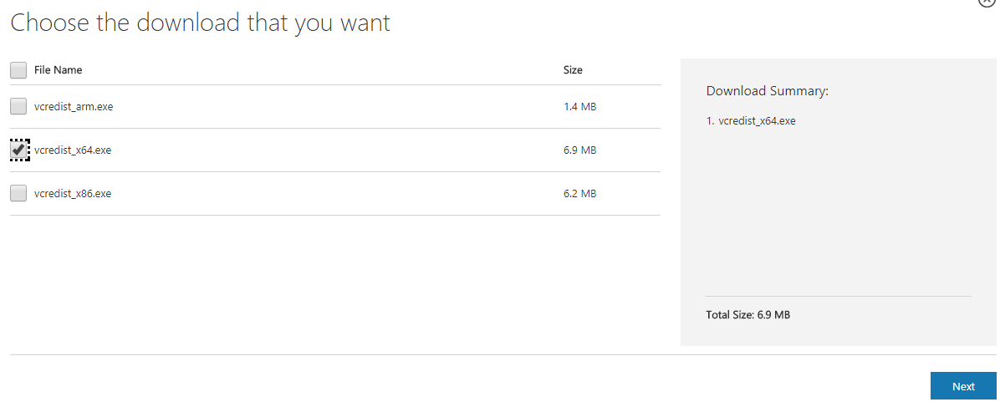 Choose the download that you want
File Name Size
vcredist_arm.exe 1.4 MB
vcredist_x64.exe 6.9 MB
vcredist_x86.exe 6.2 MB
Download Summary:
1. vcredist_x64.exe
Total Size: 6.9 MB
Next